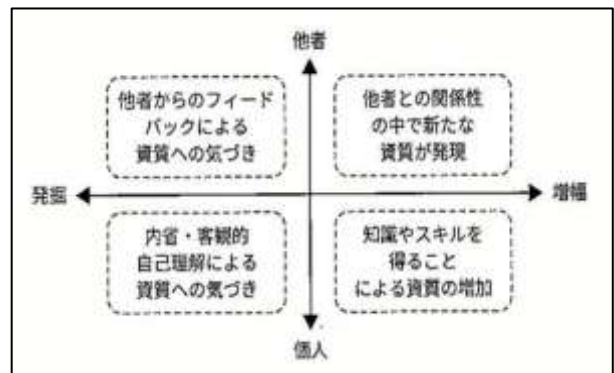 他者
他者からのフィード
バックによる
資質への気づき
他者との関係性
の中で新たな
資質が発現
発掘
増幅
内省・客観的
自己理解による
資質への気づき
知識やスキルを
得ること
による資質の増加
個人